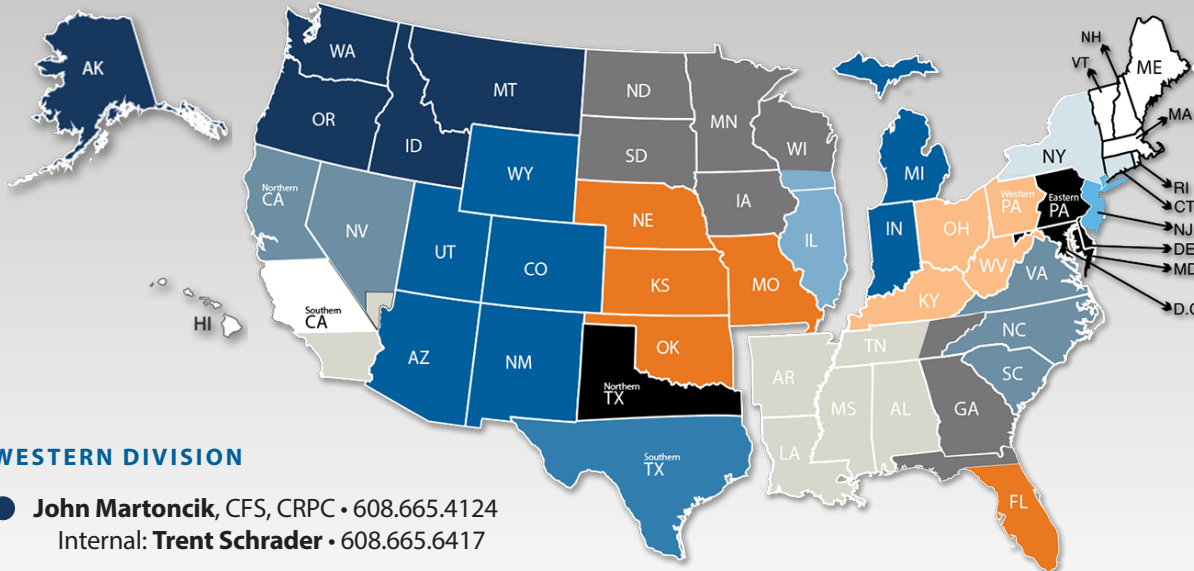 AK
WA
OR
ID
MT
WY
Northern
CA
NV
UT
CO
Southern
CA
AZ
NM
HI
ND
SD
NE
KS
OK
Northern
TX
Southern
TX
MN
IA
MO
WI
IL
MI
IN
OH
KY
WV
Western
PA
Eastern
PA
NY
VT
NH
ME
MA
RI
CT
NJ
DE
MD
D.C
VA
NC
SC
TN
AR
LA
MS
AL
GA
FL
WESTERN DIVISION
John Martoncik, CFS, CRPC • 608.665.4124
Internal: Trent Schrader • 608.665.6417